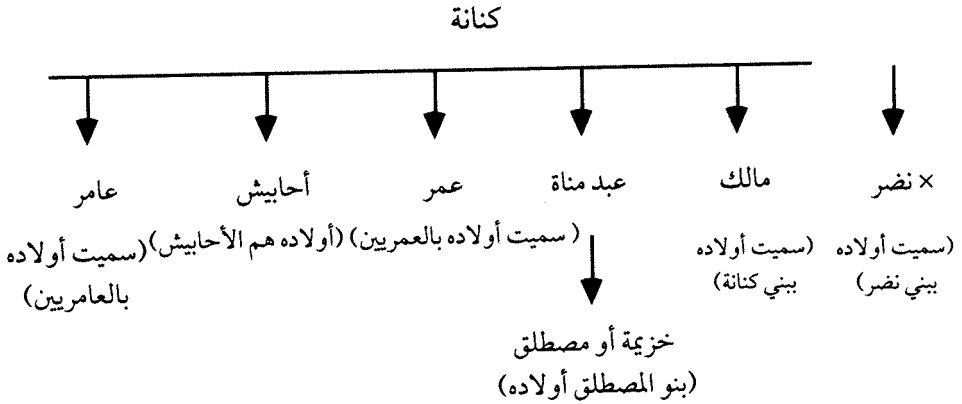 كنانة
× نضر
مالك
عبد مناة
عمر
أحابيش
عامر
(سميت أولاده
ببني نضر)
(سميت أولاده
ببني كنانة)
(سميت أولاده بالعمريين)
(أولاده هم الأحابيش)
(سميت أولاده
بالعامريين)
خزيمة أو مصطلق
(بنو المصطلق أولاده)